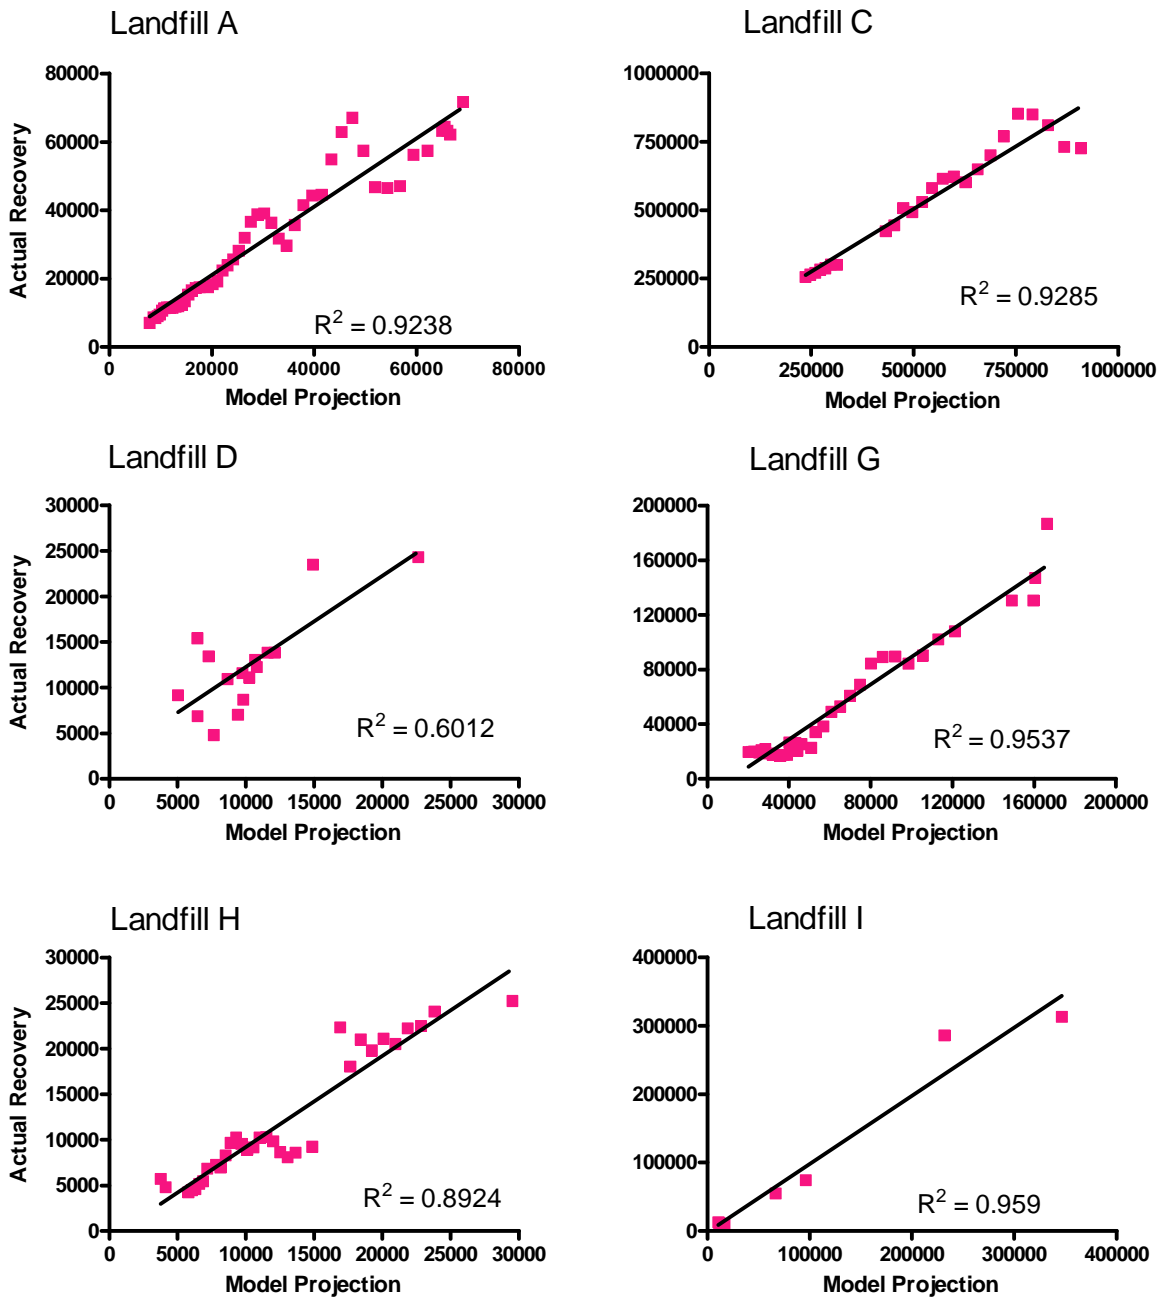 Landfill A
80000
60000
40000
20000
0
0 20000 40000 60000 80000
Actual Recovery
Model Projection
R² = 0.9238
Landfill C
1000000
750000
500000
250000
0
0 250000 500000 750000 1000000
Model Projection
R² = 0.9285
Landfill D
30000
25000
20000
15000
10000
5000
0
0 5000 10000 15000 20000 25000 30000
Actual Recovery
Model Projection
R² = 0.6012
Landfill G
200000
160000
120000
80000
40000
0
0 40000 80000 120000 160000 200000
Model Projection
R² = 0.9537
Landfill H
30000
25000
20000
15000
10000
5000
0
0 5000 10000 15000 20000 25000 30000
Actual Recovery
Model Projection
R² = 0.8924
Landfill I
400000
300000
200000
100000
0
0 100000 200000 300000 400000
Model Projection
R² = 0.959